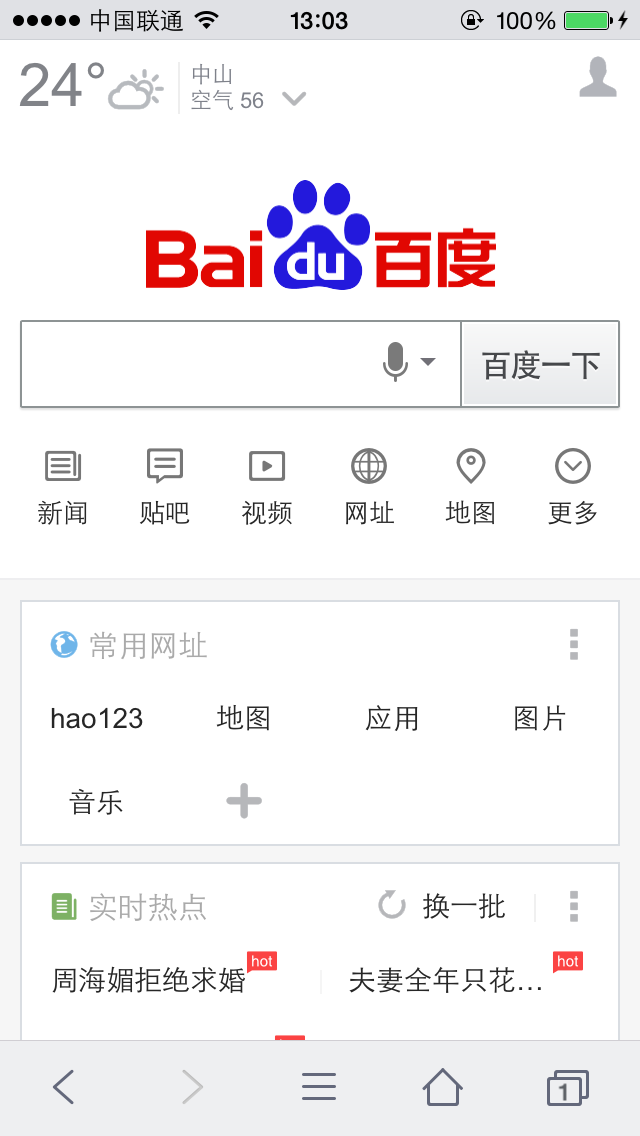 中国联通 13:03 100%
24° 中山
空气 56
Bai du 百度
百度一下
新闻 贴吧 视频 网址 地图 更多
常用网址
hao123 地图 应用 图片
音乐
实时热点 换一批
周海媚拒绝求婚 hot 夫妻全年只花... hot
1